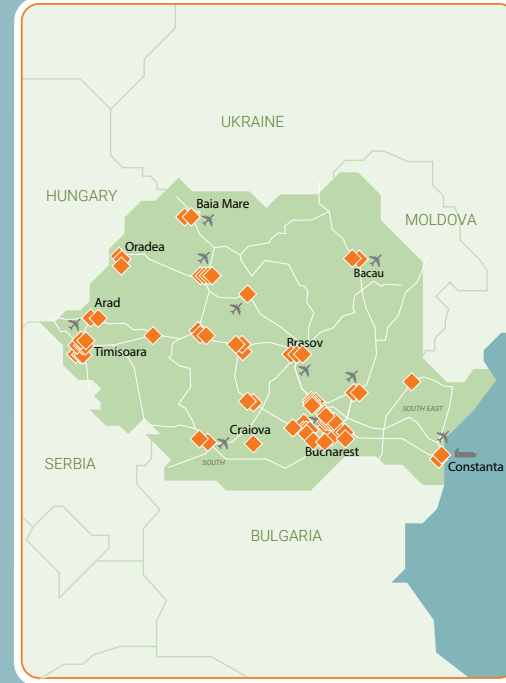 UKRAINE
HUNGARY
Baia Mare
MOLDOVA
Oradea
Bacau
Arad
Brasov
Timisoara
SOUTH EAST
Craiova
Bucharest
SERBIA
SOUTH
Constanta
BULGARIA